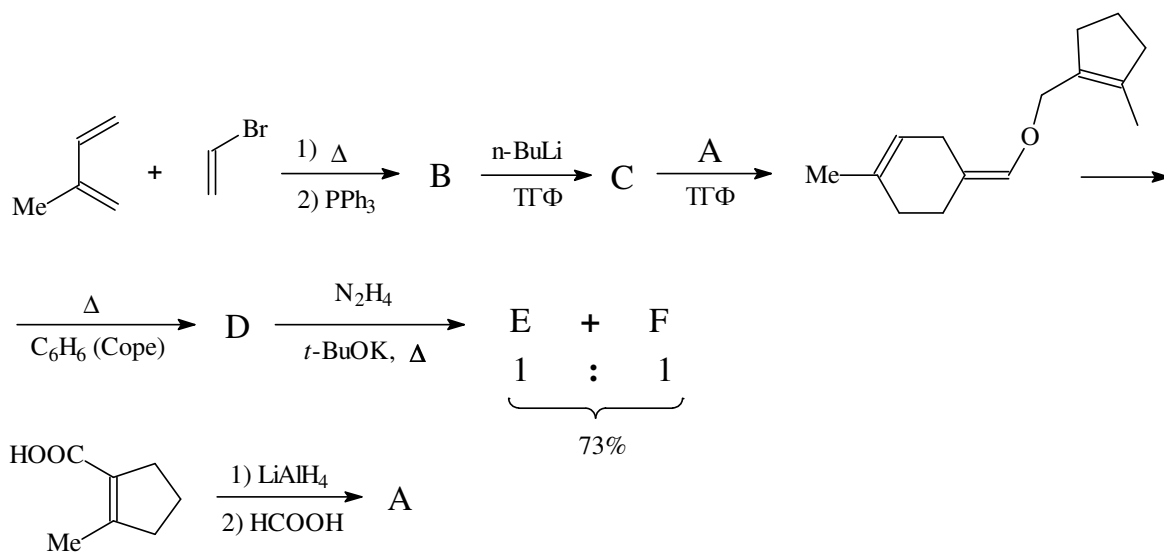 Me
+
Br
1) Δ
2) PPh3
B
n-BuLi
ТГФ
C
A
ТГФ
Me
O
Δ
C6H6 (Cope)
D
N2H4
t-BuOK, Δ
E + F
1 : 1
73%
HOOC
Me
1) LiAlH4
2) HCOOH
A